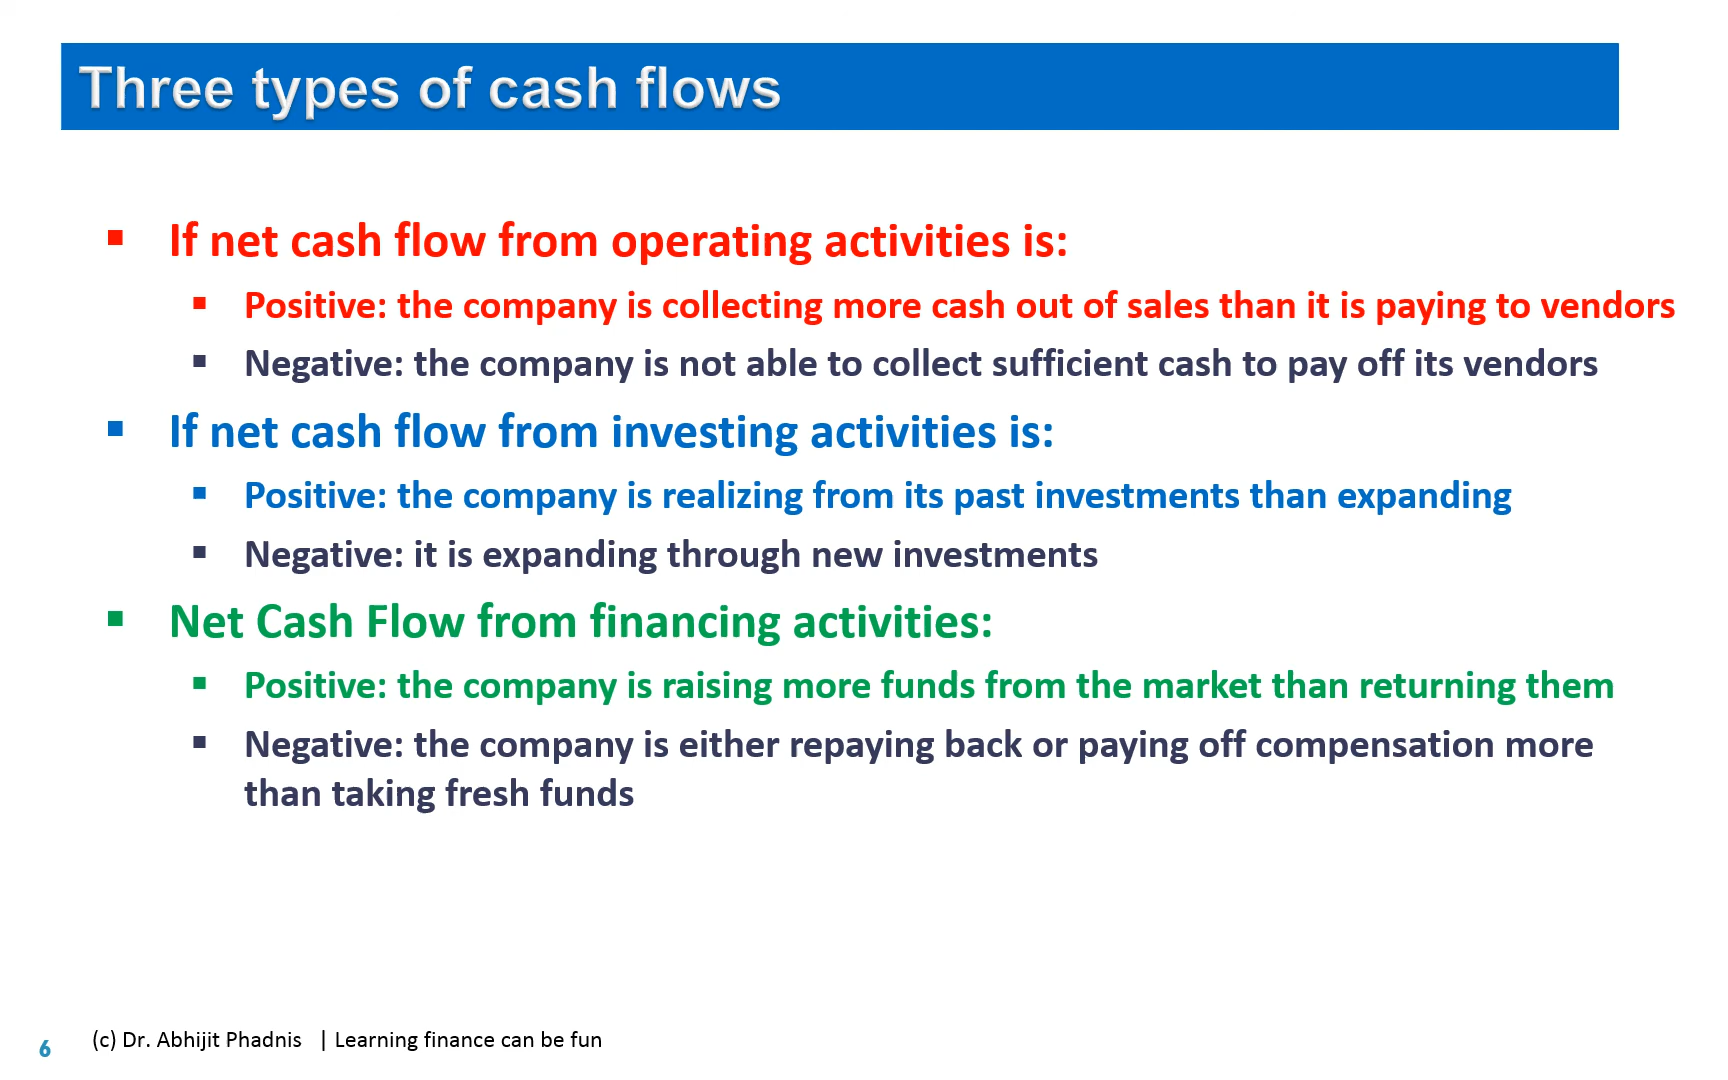 Three types of cash flows
▪ If net cash flow from operating activities is:
▪ Positive: the company is collecting more cash out of sales than it is paying to vendors
▪ Negative: the company is not able to collect sufficient cash to pay off its vendors
▪ If net cash flow from investing activities is:
▪ Positive: the company is realizing from its past investments than expanding
▪ Negative: it is expanding through new investments
▪ Net Cash Flow from financing activities:
▪ Positive: the company is raising more funds from the market than returning them
▪ Negative: the company is either repaying back or paying off compensation more
than taking fresh funds
6 (c) Dr. Abhijit Phadnis | Learning finance can be fun